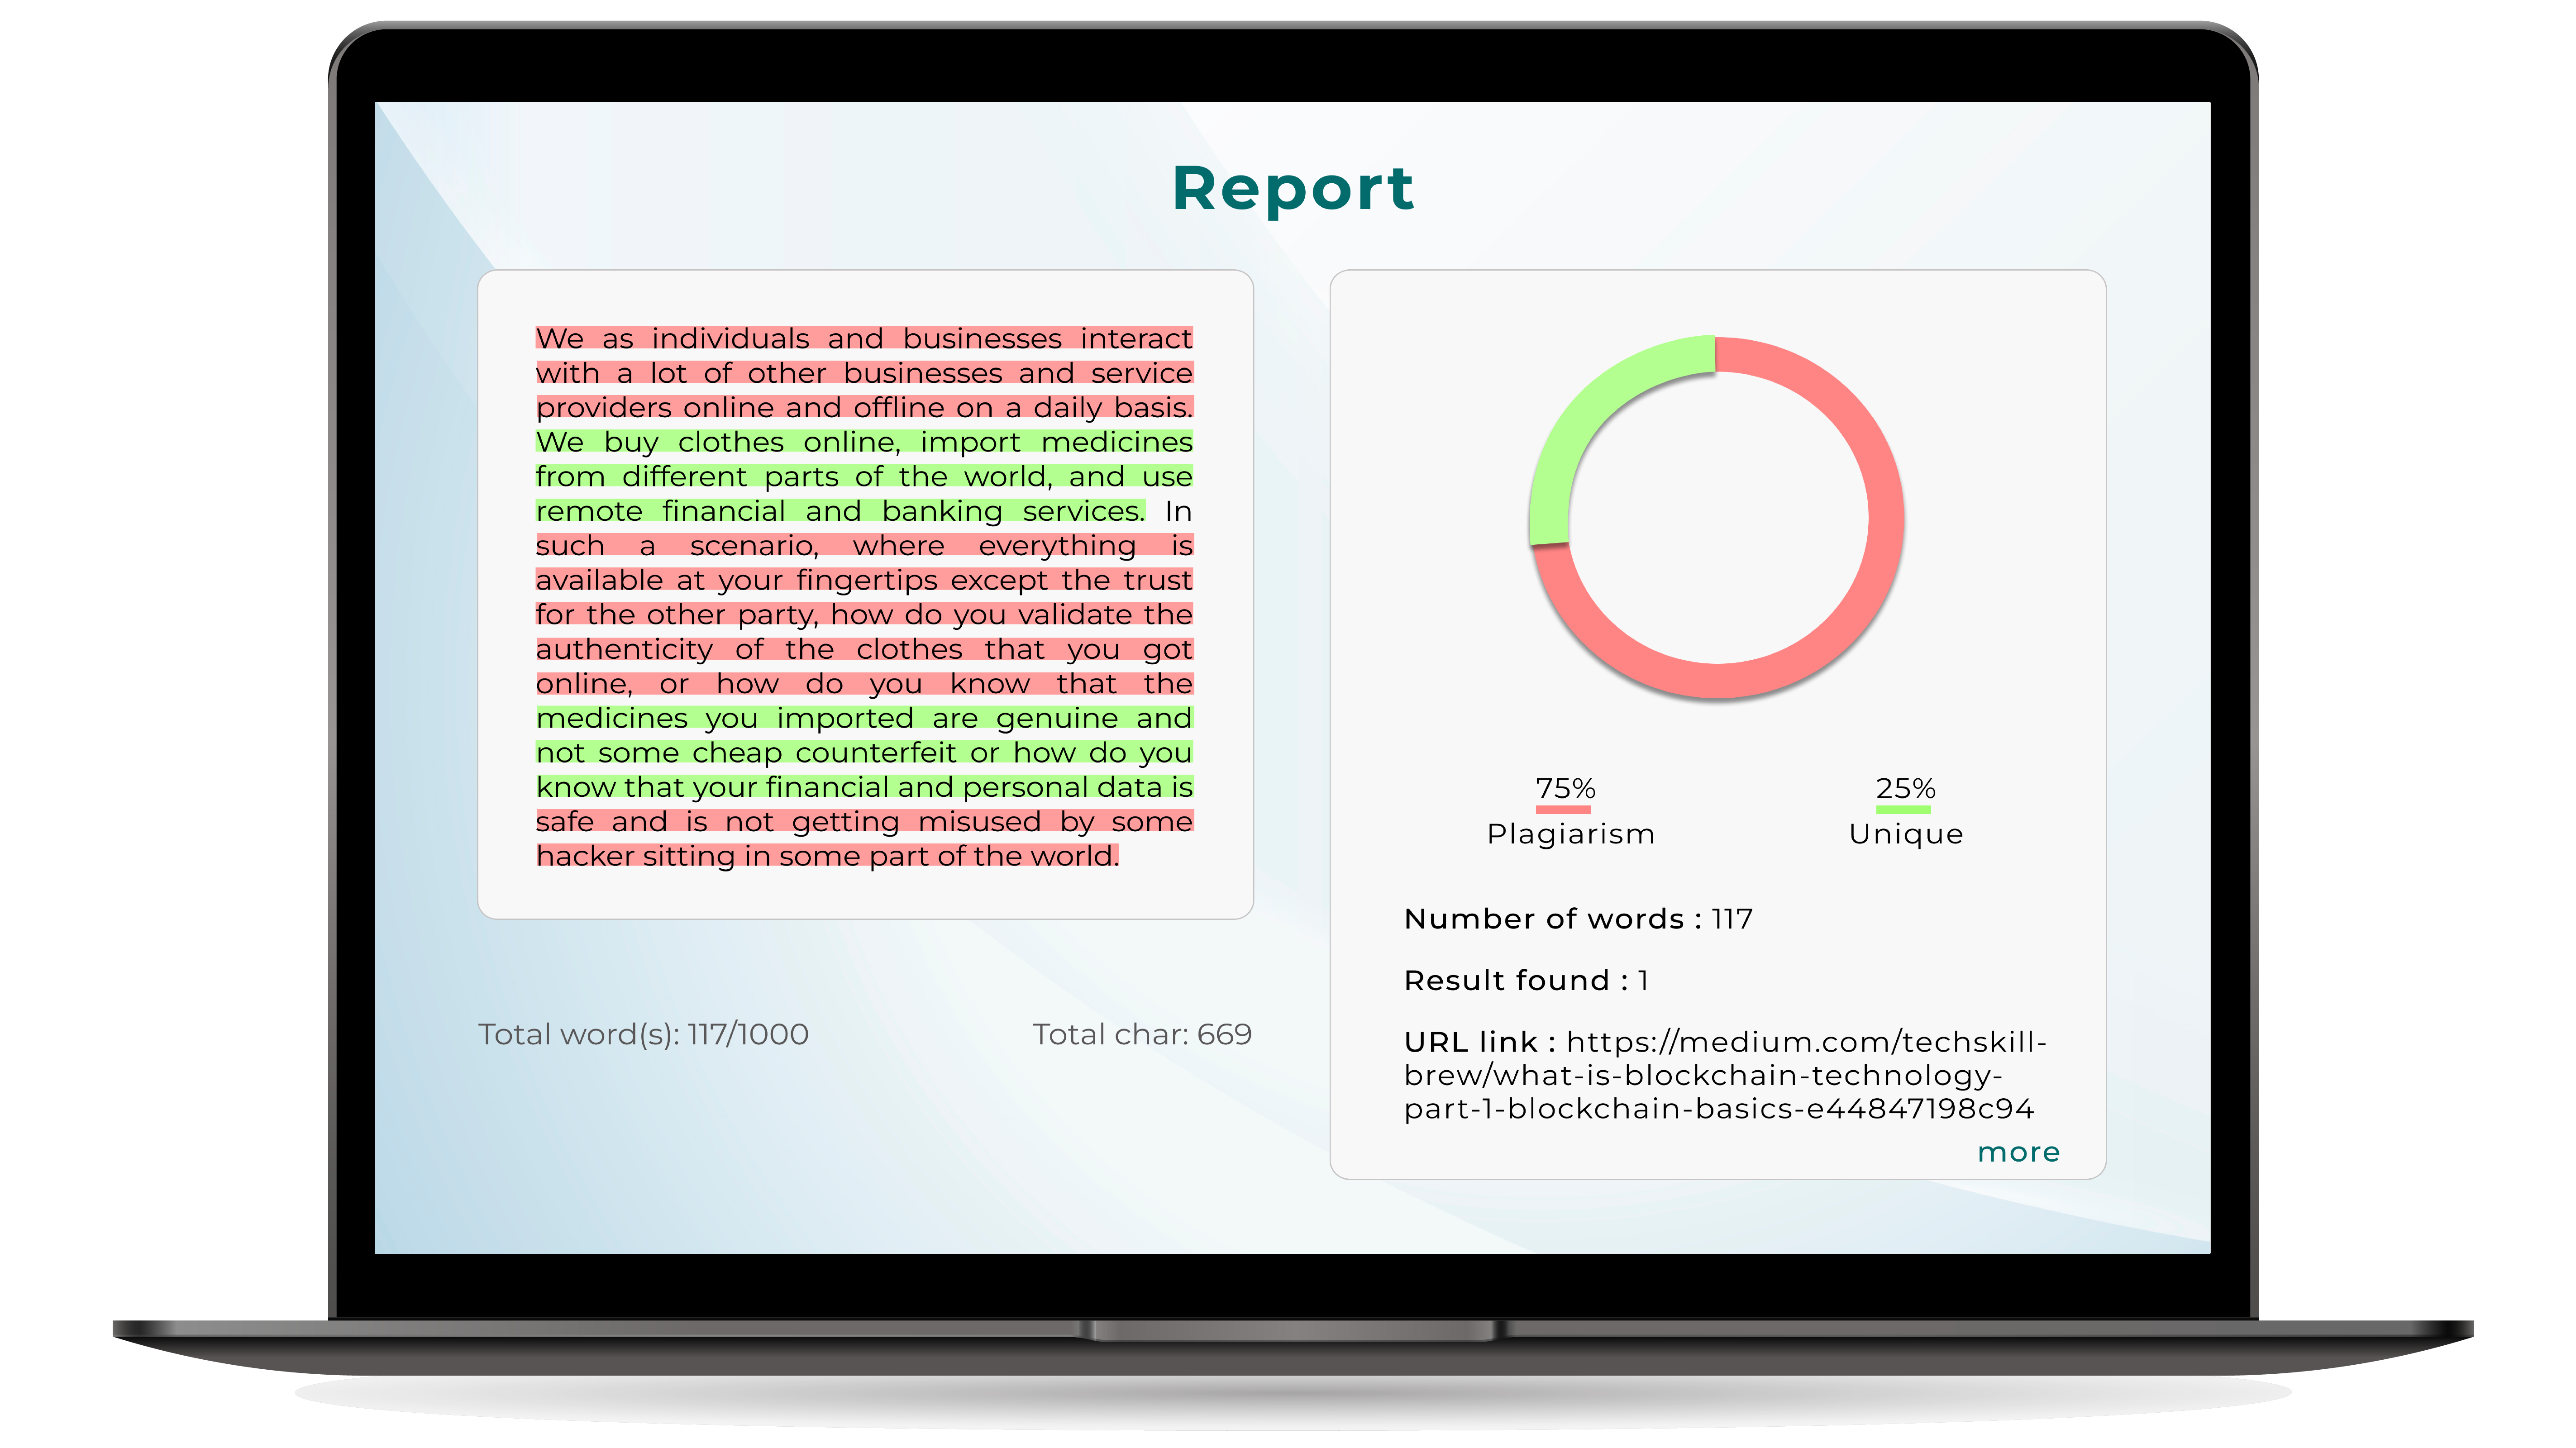 Report
We as individuals and businesses interact
with a lot of other businesses and service
providers online and offline on a daily basis.
We buy clothes online, import medicines
from different parts of the world, and use
remote financial and banking services. In
such a scenario, where everything is
available at your fingertips except the trust
for the other party, how do you validate the
authenticity of the clothes that you got
online, or how do you know that the
medicines you imported are genuine and
not some cheap counterfeit or how do you
know that your financial and personal data is
safe and is not getting misused by some
hacker sitting in some part of the world.
Total word(s): 117/1000
Total char: 669
75%
Plagiarism
25%
Unique
Number of words : 117
Result found : 1
URL link : https://medium.com/techskill-
brew/what-is-blockchain-technology-
part-1-blockchain-basics-e44847198c94
more